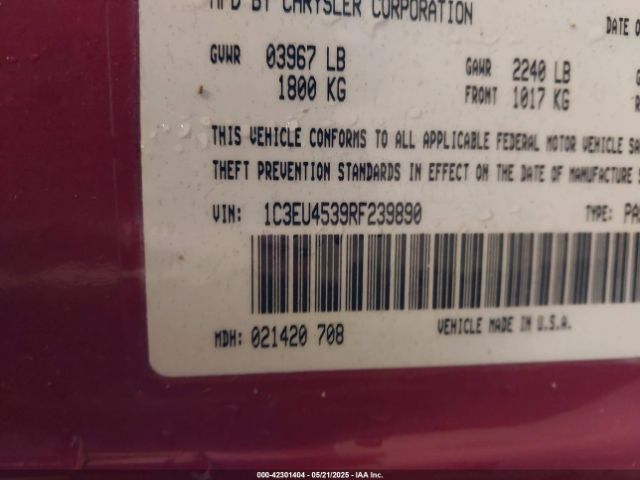 MFD BY CHRYSLER CORPORATION
DATE O
GVWR 03967 LB GAWR 2240 LB
1800 KG FRONT 1017 KG
THIS VEHICLE CONFORMS TO ALL APPLICABLE FEDERAL MOTOR VEHICLE SA
THEFT PREVENTION STANDARDS IN EFFECT ON THE DATE OF MANUFACTURE S
VIN: 1C3EU4539RF239890 TYPE: PA
MDH: 021420 708 VEHICLE MADE IN U.S.A.
000-42301404 - 05/21/2025 - IAA Inc.